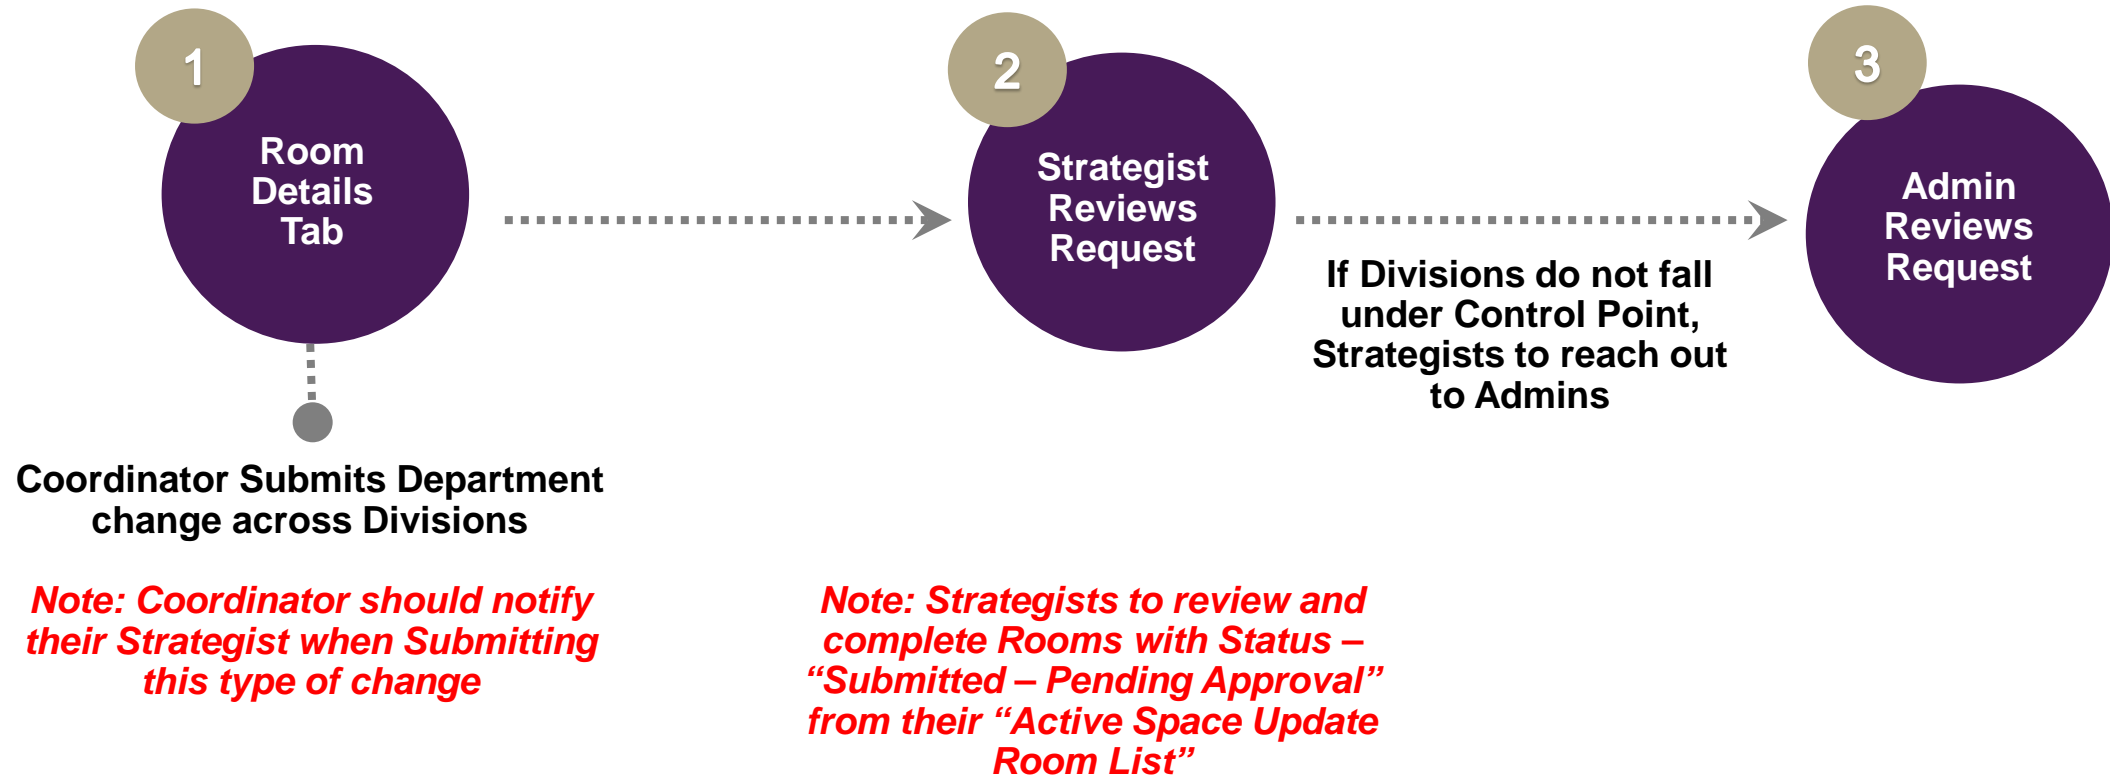 1
Room
Details
Tab
Coordinator Submits Department
change across Divisions
Note: Coordinator should notify
their Strategist when Submitting
this type of change
2
Strategist
Reviews
Request
Note: Strategists to review and
complete Rooms with Status –
“Submitted – Pending Approval”
from their “Active Space Update
Room List”
If Divisions do not fall
under Control Point,
Strategists to reach out
to Admins
3
Admin
Reviews
Request